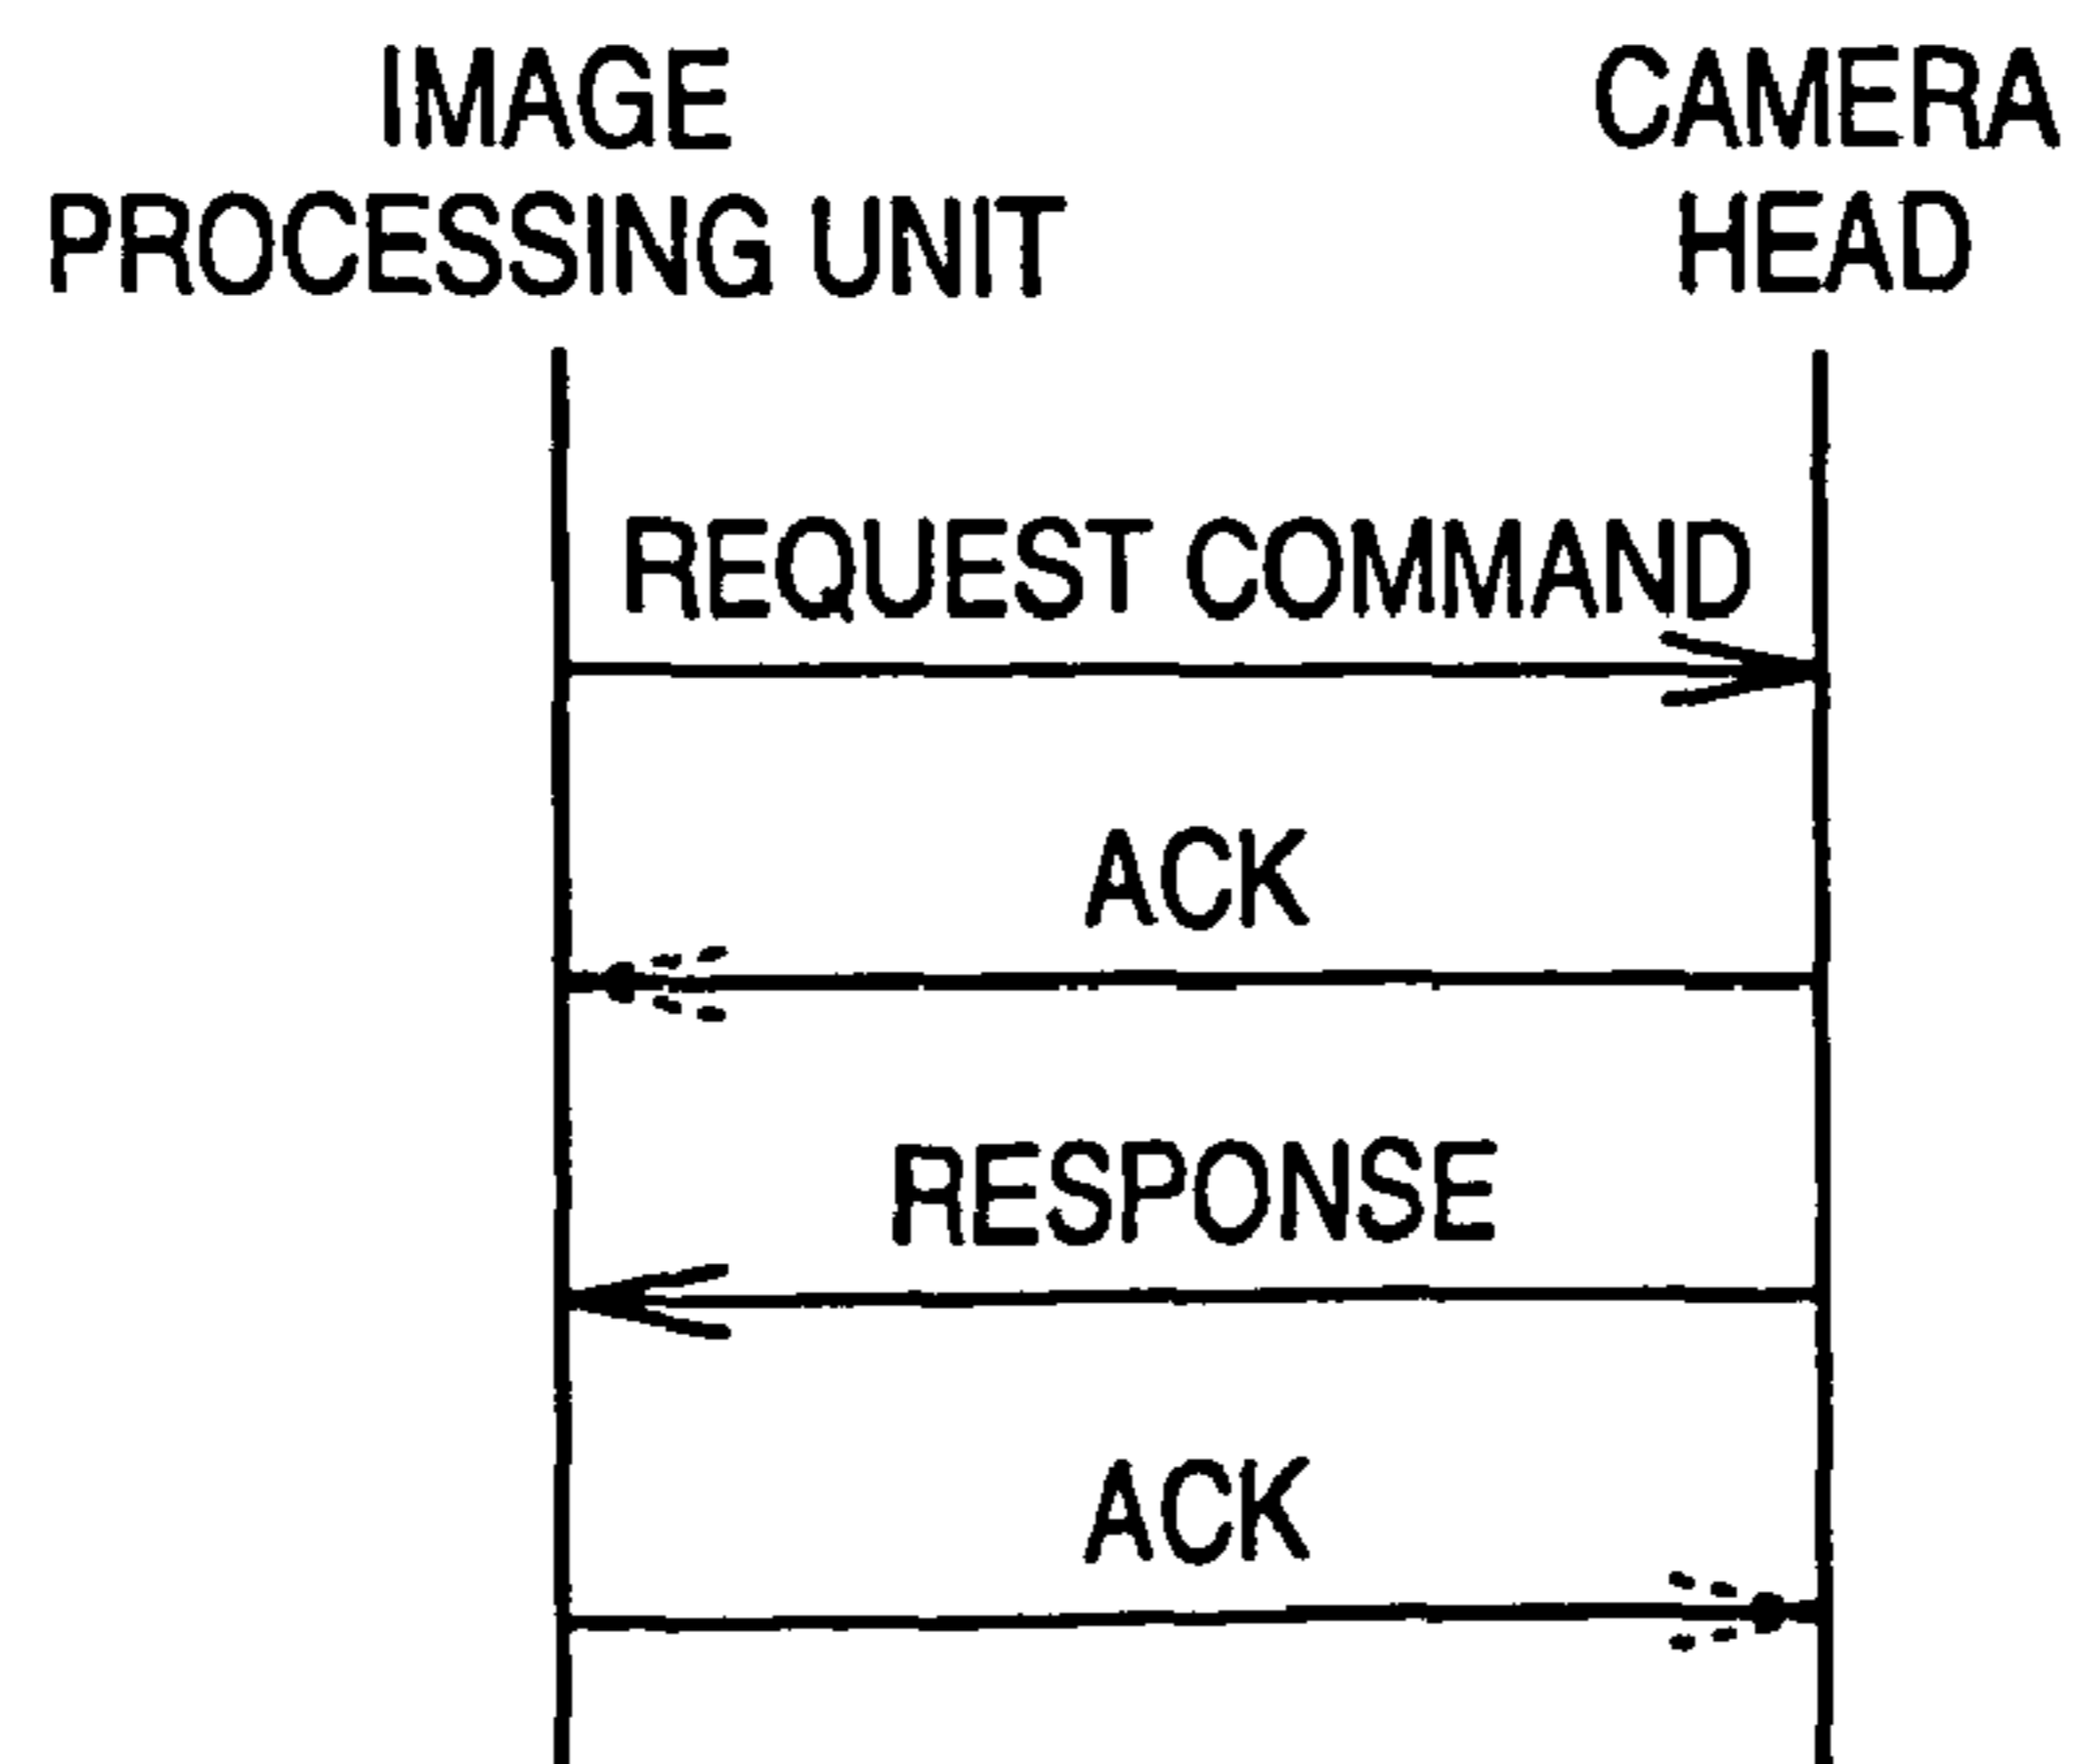 IMAGE
PROCESSING UNIT
CAMERA
HEAD
REQUEST COMMAND
ACK
RESPONSE
ACK